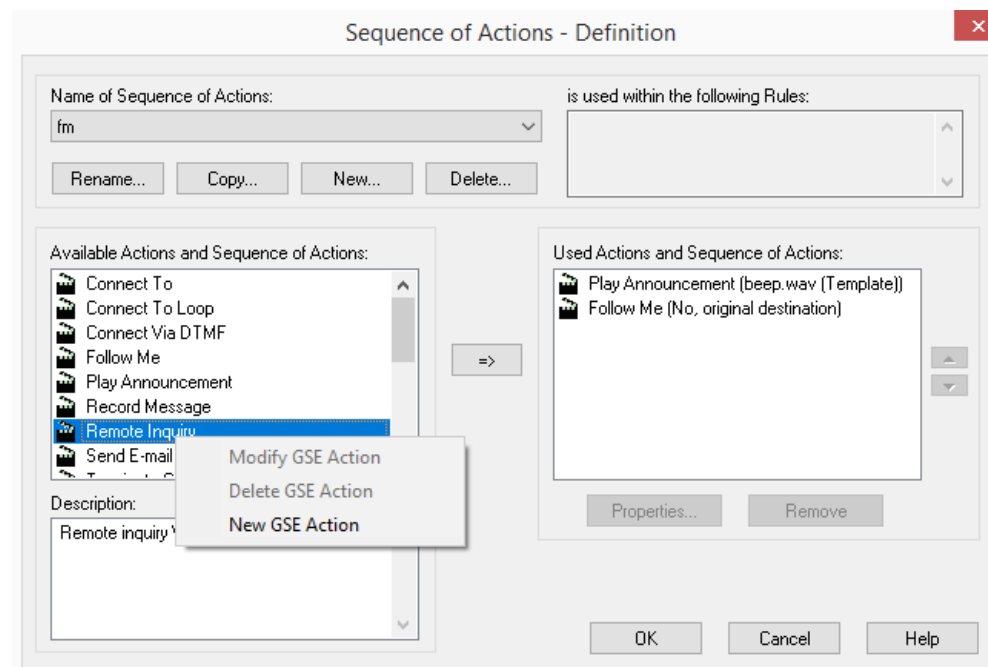 Sequence of Actions - Definition
Name of Sequence of Actions:
is used within the following Rules:
fm
Rename...
Copy...
New...
Delete...
Available Actions and Sequence of Actions:
Used Actions and Sequence of Actions:
Connect To
Connect To Loop
Connect Via DTMF
Follow Me
Play Announcement
Record Message
Remote Inquiry
Send E-mail
=>
Play Announcement (beep.wav (Template))
Follow Me (No, original destination)
Modify GSE Action
Delete GSE Action
New GSE Action
Properties...
Remove
Description:
Remote inquiry
OK
Cancel
Help